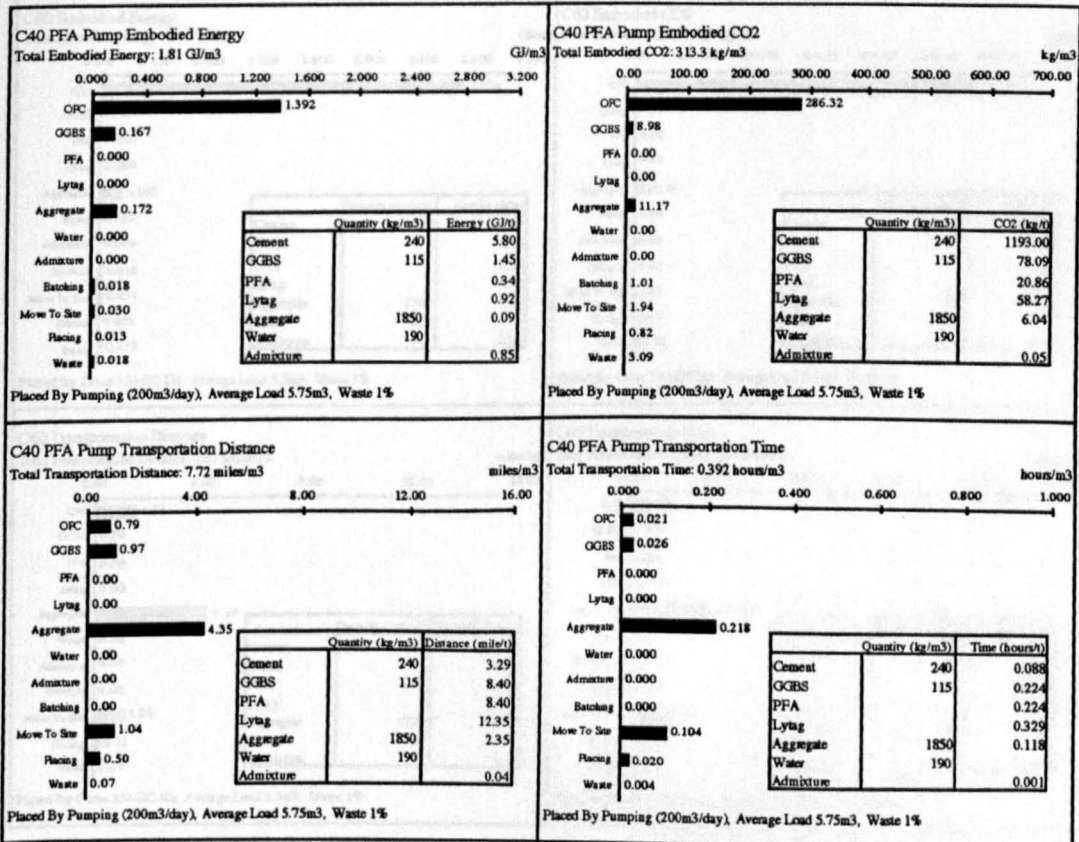 C40 PFA Pump Embodied Energy
Total Embodied Energy: 1.81 GJ/m3 GJ/m3
0.000 0.400 0.800 1.200 1.600 2.000 2.400 2.800 3.200
OPC 1.392
GGBS 0.167
PFA 0.000
Lytag 0.000
Aggregate 0.172
Water 0.000
Admixture 0.000
Batching 0.018
Move To Site 0.030
Placing 0.013
Waste 0.018
Quantity (kg/m3) Energy (GJ/t)
Cement 240 5.80
GGBS 115 1.45
PFA 0.34
Lytag 0.92
Aggregate 1850 0.09
Water 190
Admixture 0.85
Placed By Pumping (200m3/day), Average Load 5.75m3, Waste 1%
C40 PFA Pump Embodied CO2
Total Embodied CO2: 313.3 kg/m3 kg/m3
0.00 100.00 200.00 300.00 400.00 500.00 600.00 700.00
OPC 286.32
GGBS 8.98
PFA 0.00
Lytag 0.00
Aggregate 11.17
Water 0.00
Admixture 0.00
Batching 1.01
Move To Site 1.94
Placing 0.82
Waste 3.09
Quantity (kg/m3) CO2 (kg/t)
Cement 240 1193.00
GGBS 115 78.09
PFA 20.86
Lytag 58.27
Aggregate 1850 6.04
Water 190
Admixture 0.05
Placed By Pumping (200m3/day), Average Load 5.75m3, Waste 1%
C40 PFA Pump Transportation Distance
Total Transportation Distance: 7.72 miles/m3 miles/m3
0.00 4.00 8.00 12.00 16.00
OPC 0.79
GGBS 0.97
PFA 0.00
Lytag 0.00
Aggregate 4.35
Water 0.00
Admixture 0.00
Batching 0.00
Move To Site 1.04
Placing 0.50
Waste 0.07
Quantity (kg/m3) Distance (mile/t)
Cement 240 3.29
GGBS 115 8.40
PFA 8.40
Lytag 12.35
Aggregate 1850 2.35
Water 190
Admixture 0.04
Placed By Pumping (200m3/day), Average Load 5.75m3, Waste 1%
C40 PFA Pump Transportation Time
Total Transportation Time: 0.392 hours/m3 hours/m3
0.000 0.200 0.400 0.600 0.800 1.000
OPC 0.021
GGBS 0.026
PFA 0.000
Lytag 0.000
Aggregate 0.218
Water 0.000
Admixture 0.000
Batching 0.000
Move To Site 0.104
Placing 0.020
Waste 0.004
Quantity (kg/m3) Time (hours/t)
Cement 240 0.088
GGBS 115 0.224
PFA 0.224
Lytag 0.329
Aggregate 1850 0.118
Water 190
Admixture 0.001
Placed By Pumping (200m3/day), Average Load 5.75m3, Waste 1%